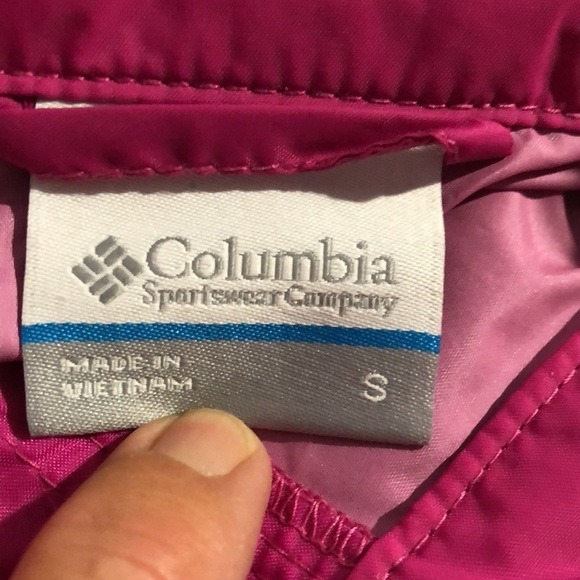 Columbia
Sportswear Company
MADE IN
VIETNAM
S